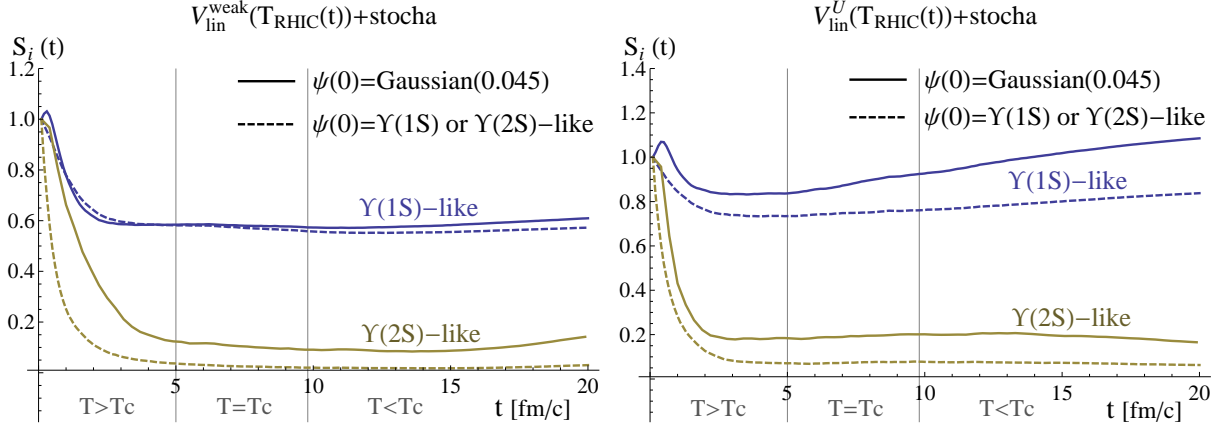 V_lin^weak(T_RHIC(t))+stocha
S_i (t)
1.2
1.0
0.8
0.6
0.4
0.2
ψ(0)=Gaussian(0.045)
ψ(0)=Υ(1S) or Υ(2S)−like
Υ(1S)−like
Υ(2S)−like
5
10
15
20
T>Tc
T=Tc
T<Tc
t [fm/c]
V_lin^U(T_RHIC(t))+stocha
S_i (t)
1.4
1.2
1.0
0.8
0.6
0.4
0.2
ψ(0)=Gaussian(0.045)
ψ(0)=Υ(1S) or Υ(2S)−like
Υ(1S)−like
Υ(2S)−like
5
10
15
20
T>Tc
T=Tc
T<Tc
t [fm/c]